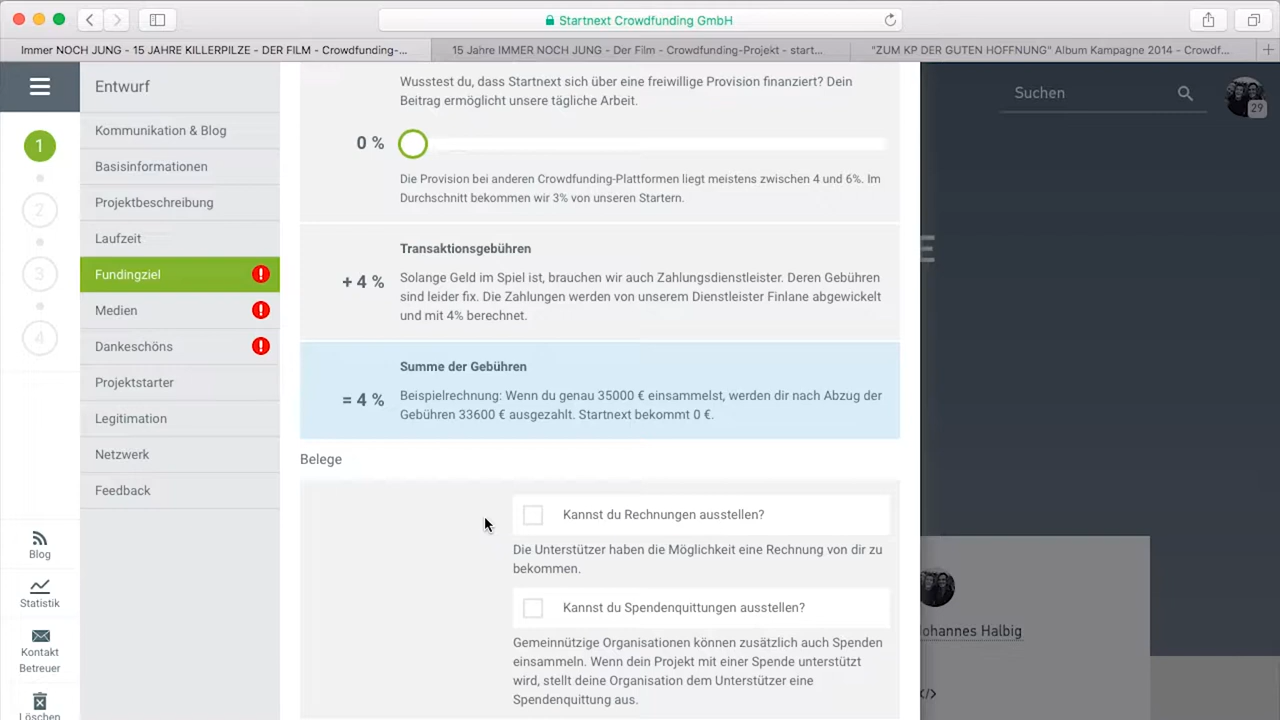 Startnext Crowdfunding GmbH
Immer NOCH JUNG - 15 JAHRE KILLERPILZE - DER FILM - Crowdfunding-...
15 Jahre IMMER NOCH JUNG - Der Film - Crowdfunding-Projekt - start...
"ZUM KP DER GUTEN HOFFNUNG" Album Kampagne 2014 - Crowdf...
Entwurf
Kommunikation & Blog
Basisinformationen
Projektbeschreibung
Laufzeit
Fundingziel
Medien
Dankeschöns
Projektstarter
Legitimation
Netzwerk
Feedback
1
2
3
4
Blog
Statistik
Kontakt
Betreuer
Löschen
Wusstest du, dass Startnext sich über eine freiwillige Provision finanziert? Dein
Beitrag ermöglicht unsere tägliche Arbeit.
0 %
Die Provision bei anderen Crowdfunding-Plattformen liegt meistens zwischen 4 und 6%. Im
Durchschnitt bekommen wir 3% von unseren Startern.
Transaktionsgebühren
+ 4 %
Solange Geld im Spiel ist, brauchen wir auch Zahlungsdienstleister. Deren Gebühren
sind leider fix. Die Zahlungen werden von unserem Dienstleister Finlane abgewickelt
und mit 4% berechnet.
Summe der Gebühren
= 4 %
Beispielrechnung: Wenn du genau 35000 € einsammelst, werden dir nach Abzug der
Gebühren 33600 € ausgezahlt. Startnext bekommt 0 €.
Belege
Kannst du Rechnungen ausstellen?
Die Unterstützer haben die Möglichkeit eine Rechnung von dir zu
bekommen.
Kannst du Spendenquittungen ausstellen?
Gemeinnützige Organisationen können zusätzlich auch Spenden
einsammeln. Wenn dein Projekt mit einer Spende unterstützt
wird, stellt deine Organisation dem Unterstützer eine
Spendenquittung aus.
Suchen
29
ohannes Halbig
</>